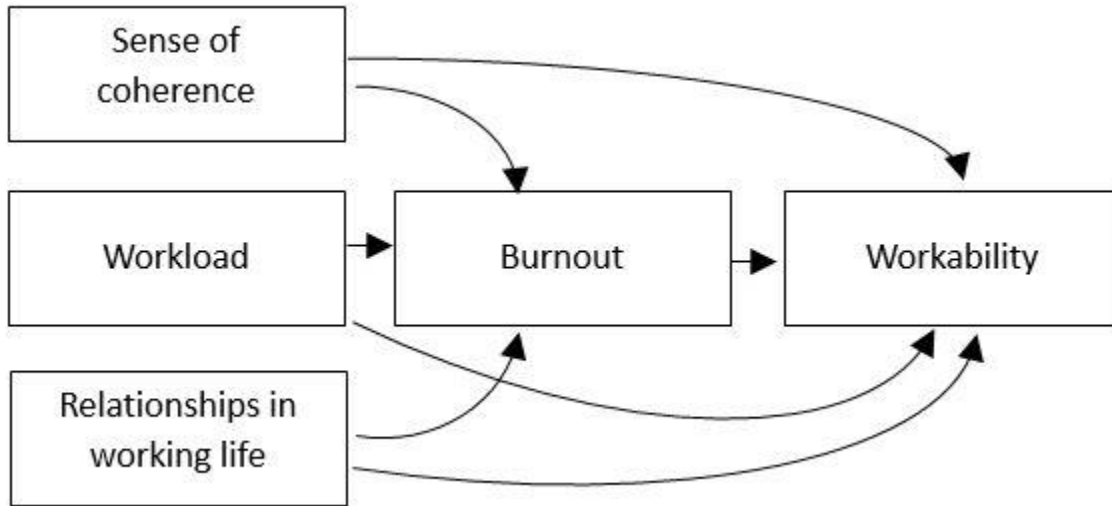 Sense of
coherence
Workload
Burnout
Workability
Relationships in
working life